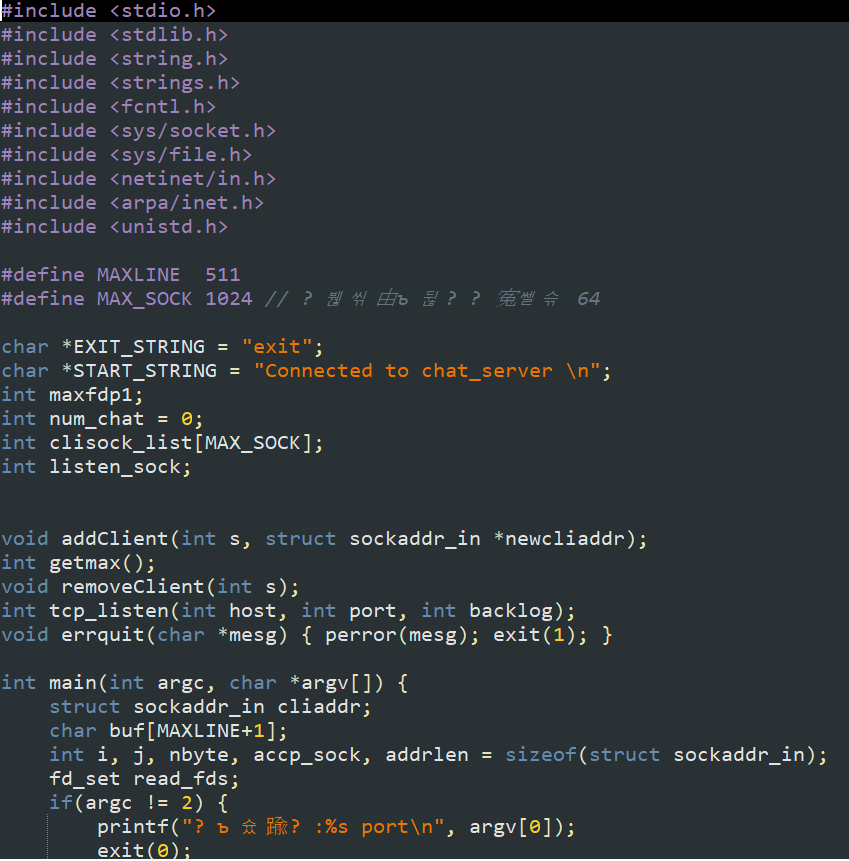 #include <stdio.h>
#include <stdlib.h>
#include <string.h>
#include <strings.h>
#include <fcntl.h>
#include <sys/socket.h>
#include <sys/file.h>
#include <netinet/in.h>
#include <arpa/inet.h>
#include <unistd.h>
#define MAXLINE  511
#define MAX_SOCK 1024 // ? ? ? 64
char *EXIT_STRING = "exit";
char *START_STRING = "Connected to chat_server \n";
int maxfdp1;
int num_chat = 0;
int clisock_list[MAX_SOCK];
int listen_sock;
void addClient(int s, struct sockaddr_in *newcliaddr);
int getmax();
void removeClient(int s);
int tcp_listen(int host, int port, int backlog);
void errquit(char *mesg) { perror(mesg); exit(1); }
int main(int argc, char *argv[]) {
    struct sockaddr_in cliaddr;
    char buf[MAXLINE+1];
    int i, j, nbyte, accp_sock, addrlen = sizeof(struct sockaddr_in);
    fd_set read_fds;
    if(argc != 2) {
        printf("? ъ ? :%s port\n", argv[0]);
        exit(0);